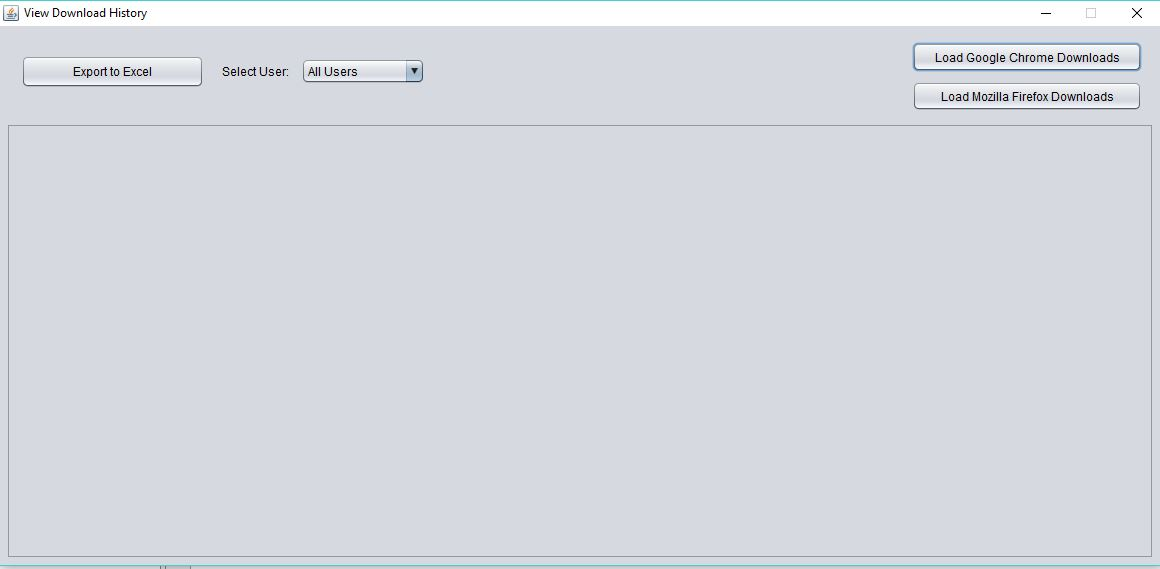 View Download History
Export to Excel
Select User:
All Users
Load Google Chrome Downloads
Load Mozilla Firefox Downloads